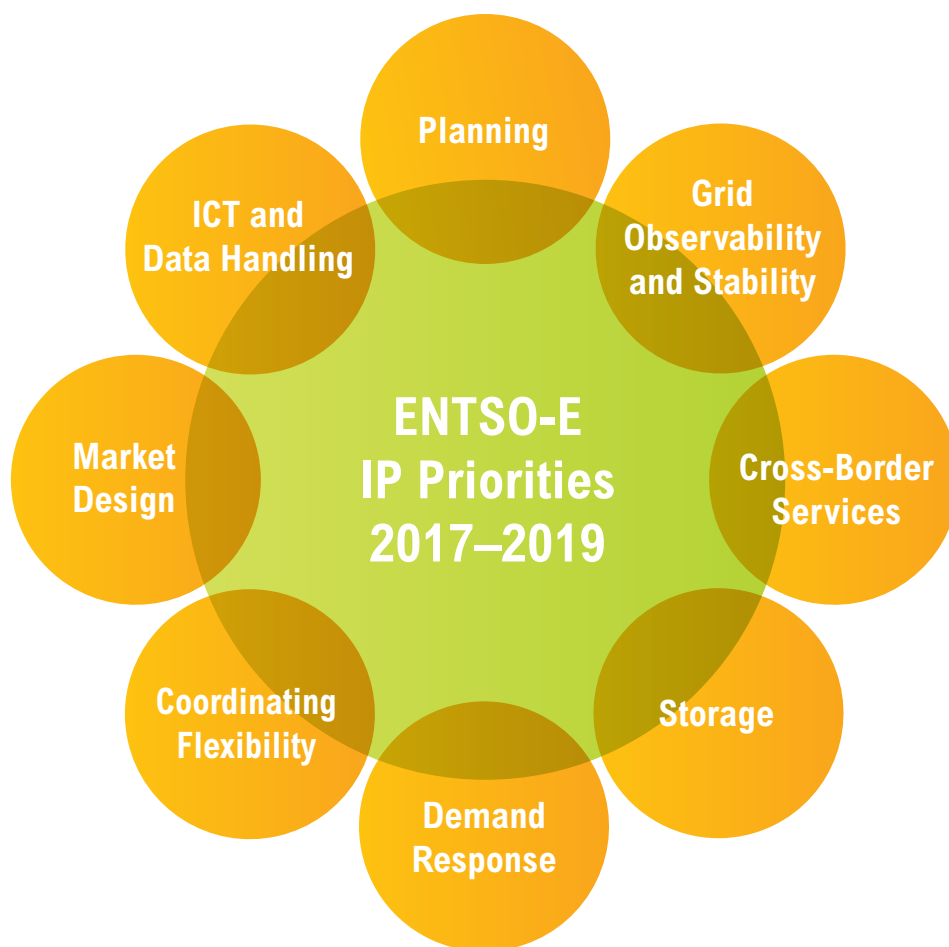 Planning
Grid
Observability
and Stability
Cross-Border
Services
Storage
Demand
Response
Coordinating
Flexibility
Market
Design
ICT and
Data Handling
ENTSO-E
IP Priorities
2017–2019